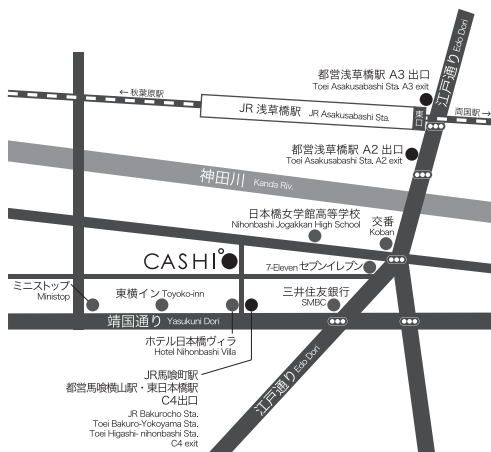 江戸通り Edo Dori
都営浅草橋駅 A3 出口
Toei Asakusabashi Sta. A3 exit
← 秋葉原駅
JR 浅草橋駅 JR Asakusabashi Sta.
東口
両国駅→
都営浅草橋駅 A2 出口
Toei Asakusabashi Sta. A2 exit
神田川 Kanda Riv.
日本橋女学館高等学校
Nihonbashi Jogakkan High School
交番
Koban
CASHI°
7-Eleven セブンイレブン
ミニストップ
Ministop
東横イン Toyoko-inn
三井住友銀行
SMBC
靖国通り Yasukuni Dori
ホテル日本橋ヴィラ
Hotel Nihonbashi Villa
江戸通り Edo Dori
JR馬喰町駅
都営馬喰横山駅・東日本橋駅
C4出口
JR Bakurocho Sta.
Toei Bakuro-Yokoyama Sta.
Toei Higashi- nihonbashi Sta.
C4 exit